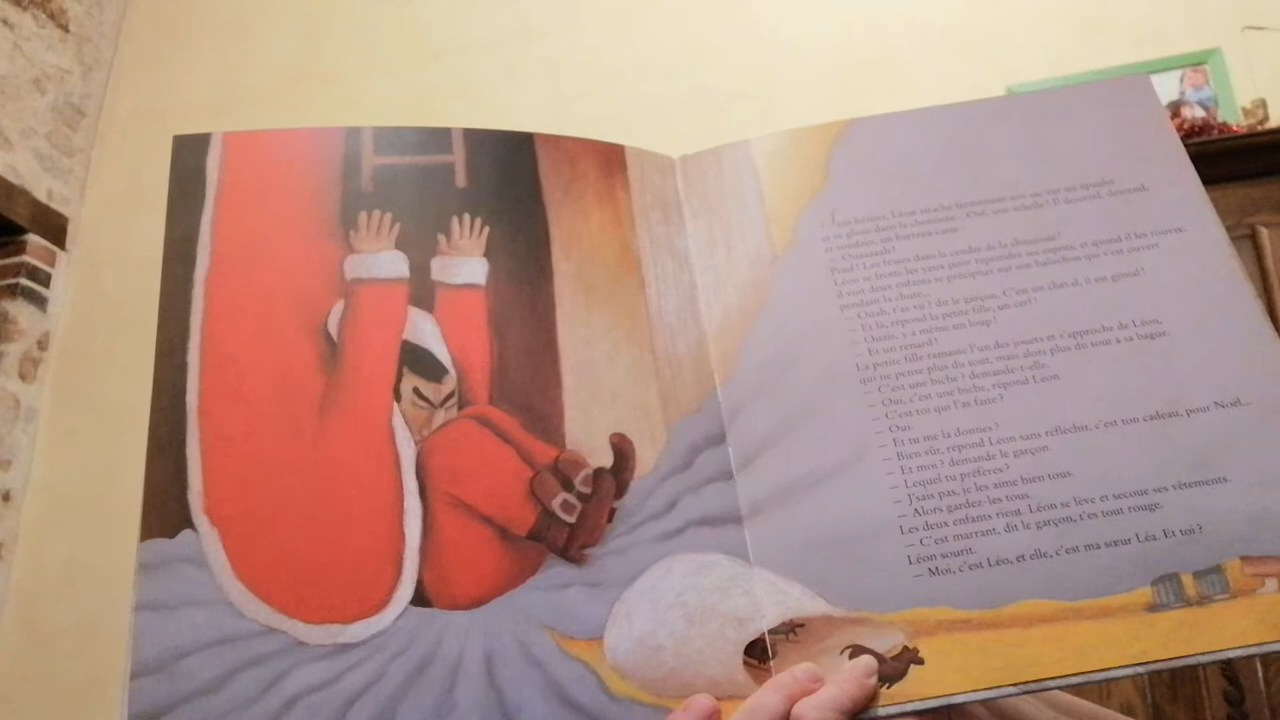 Sans hésiter, Léon attache fermement son sac sur ses épaules
et se glisse dans la cheminée... Ouf, une échelle ! Il descend, descend,
et soudain, un barreau casse
– Ouaaaaah !
Pouf ! Les fesses dans la cendre de la cheminée !
Léon se frotte les yeux pour reprendre ses esprits, et quand il les rouvre,
il voit deux enfants se précipiter sur son baluchon qui s'est ouvert
pendant la chute...
– Ouah, t'as vu ? dit le garçon. C'est un cheval, il est génial !
– Et là, répond la petite fille, un cerf !
– Ouais, y a même un loup !
– Et un renard !
La petite fille ramasse l'un des jouets et s'approche de Léon,
qui ne pense plus du tout, mais alors plus du tout à sa bague.
– C'est une biche ? demande-t-elle.
– Oui, c'est une biche, répond Léon.
– C'est toi qui l'as faite ?
– Oui.
– Et tu me la donnes ?
– Bien sûr, répond Léon sans réfléchir, c'est ton cadeau, pour Noël...
– Et moi ? demande le garçon.
– Lequel tu préfères ?
– J'sais pas, je les aime bien tous.
– Alors gardez-les tous.
Les deux enfants rient. Léon se lève et secoue ses vêtements.
– C'est marrant, dit le garçon, t'es tout rouge.
Léon sourit.
– Moi, c'est Léo, et elle, c'est ma sœur Léa. Et toi ?